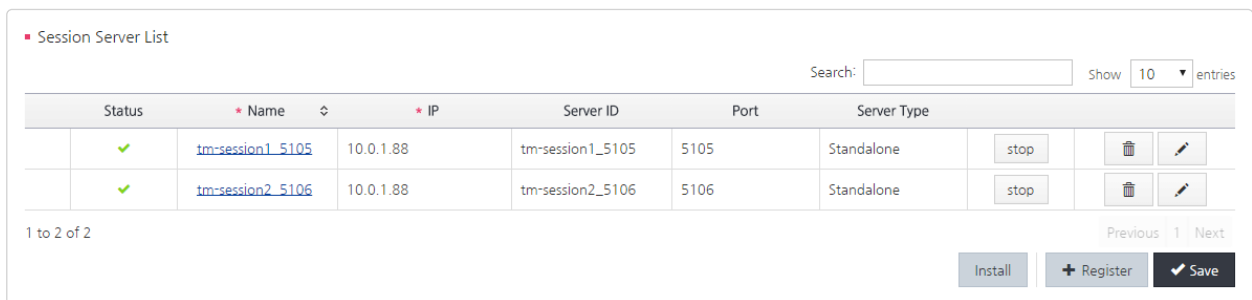 Session Server List
Search: Show 10 entries
Status * Name * IP Server ID Port Server Type
tm-session1_5105 10.0.1.88 tm-session1_5105 5105 Standalone stop
tm-session2_5106 10.0.1.88 tm-session2_5106 5106 Standalone stop
1 to 2 of 2 Previous 1 Next
Install Register Save